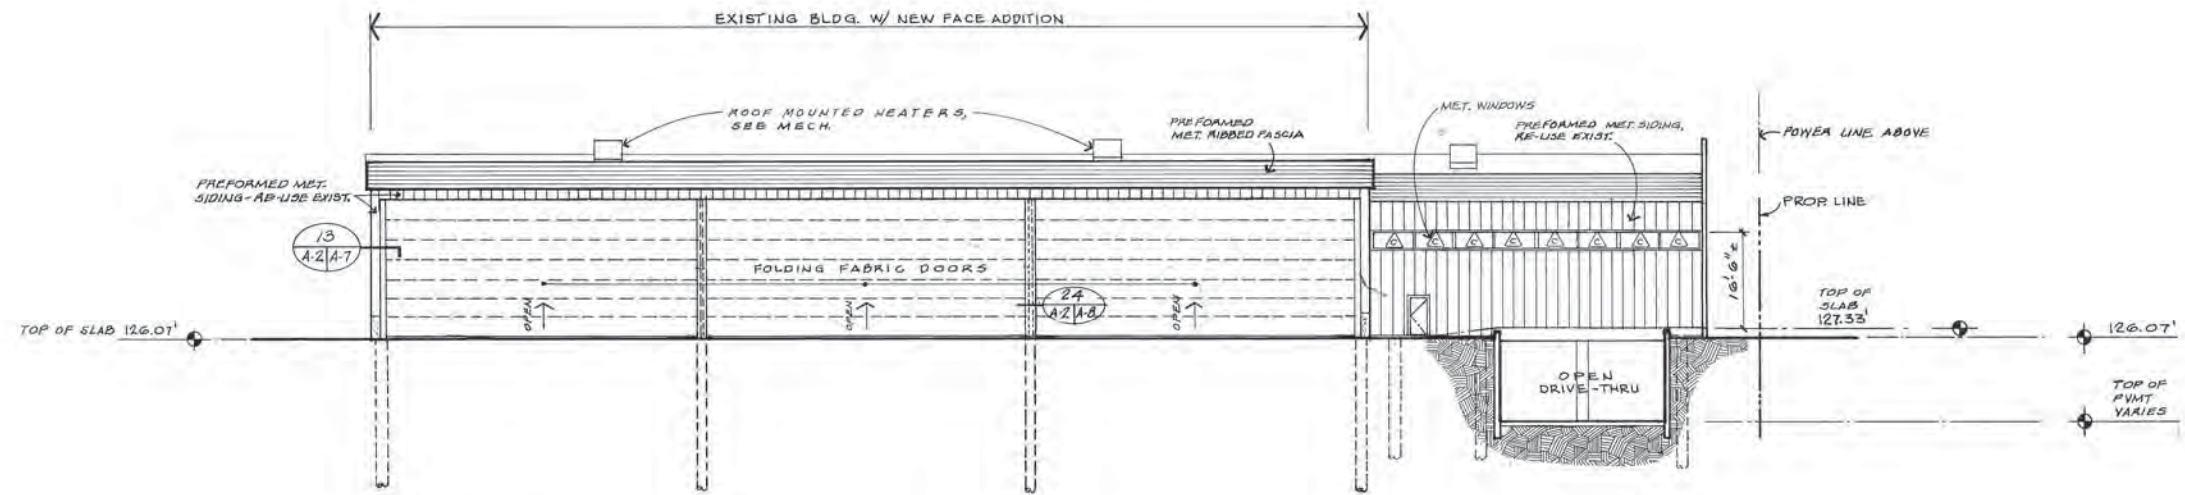 EXISTING BLDG. W/ NEW FACE ADDITION
ROOF MOUNTED HEATERS,
SEE MECH.
PREFORMED
MET. RIBBED FASCIA
MET. WINDOWS
PREFORMED MET. SIDING,
RE-USE EXIST.
POWER LINE ABOVE
PREFORMED MET.
SIDING - RE-USE EXIST.
PROP. LINE
13
A-2 A-7
C C C C C C C C
16'-6"±
FOLDING FABRIC DOORS
OPEN
OPEN
OPEN
24
A-2 A-8
TOP OF
SLAB
127.33'
TOP OF SLAB 126.07'
126.07'
OPEN
DRIVE-THRU
TOP OF
PVMT
VARIES